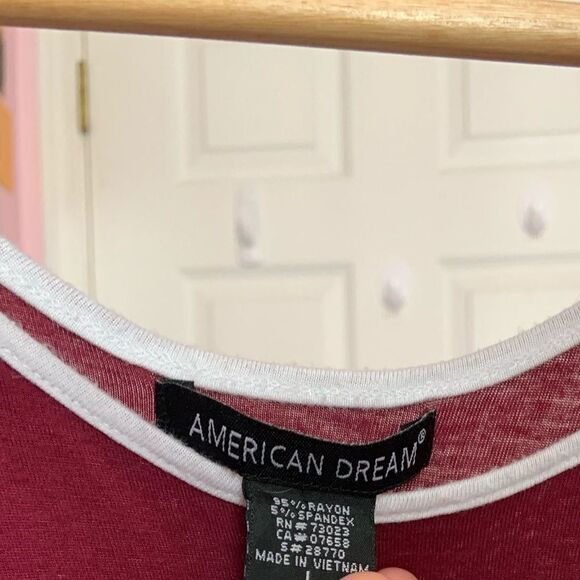 AMERICAN DREAM®
95% RAYON
5% SPANDEX
RN# 73023
CA# 07658
S# 28770
MADE IN VIETNAM